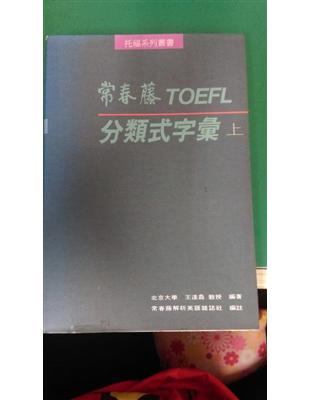 托福系列叢書
常春藤 TOEFL
分類式字彙 上
北京大學 王逢鑫 教授 編著
常春藤解析英語雜誌社 編註